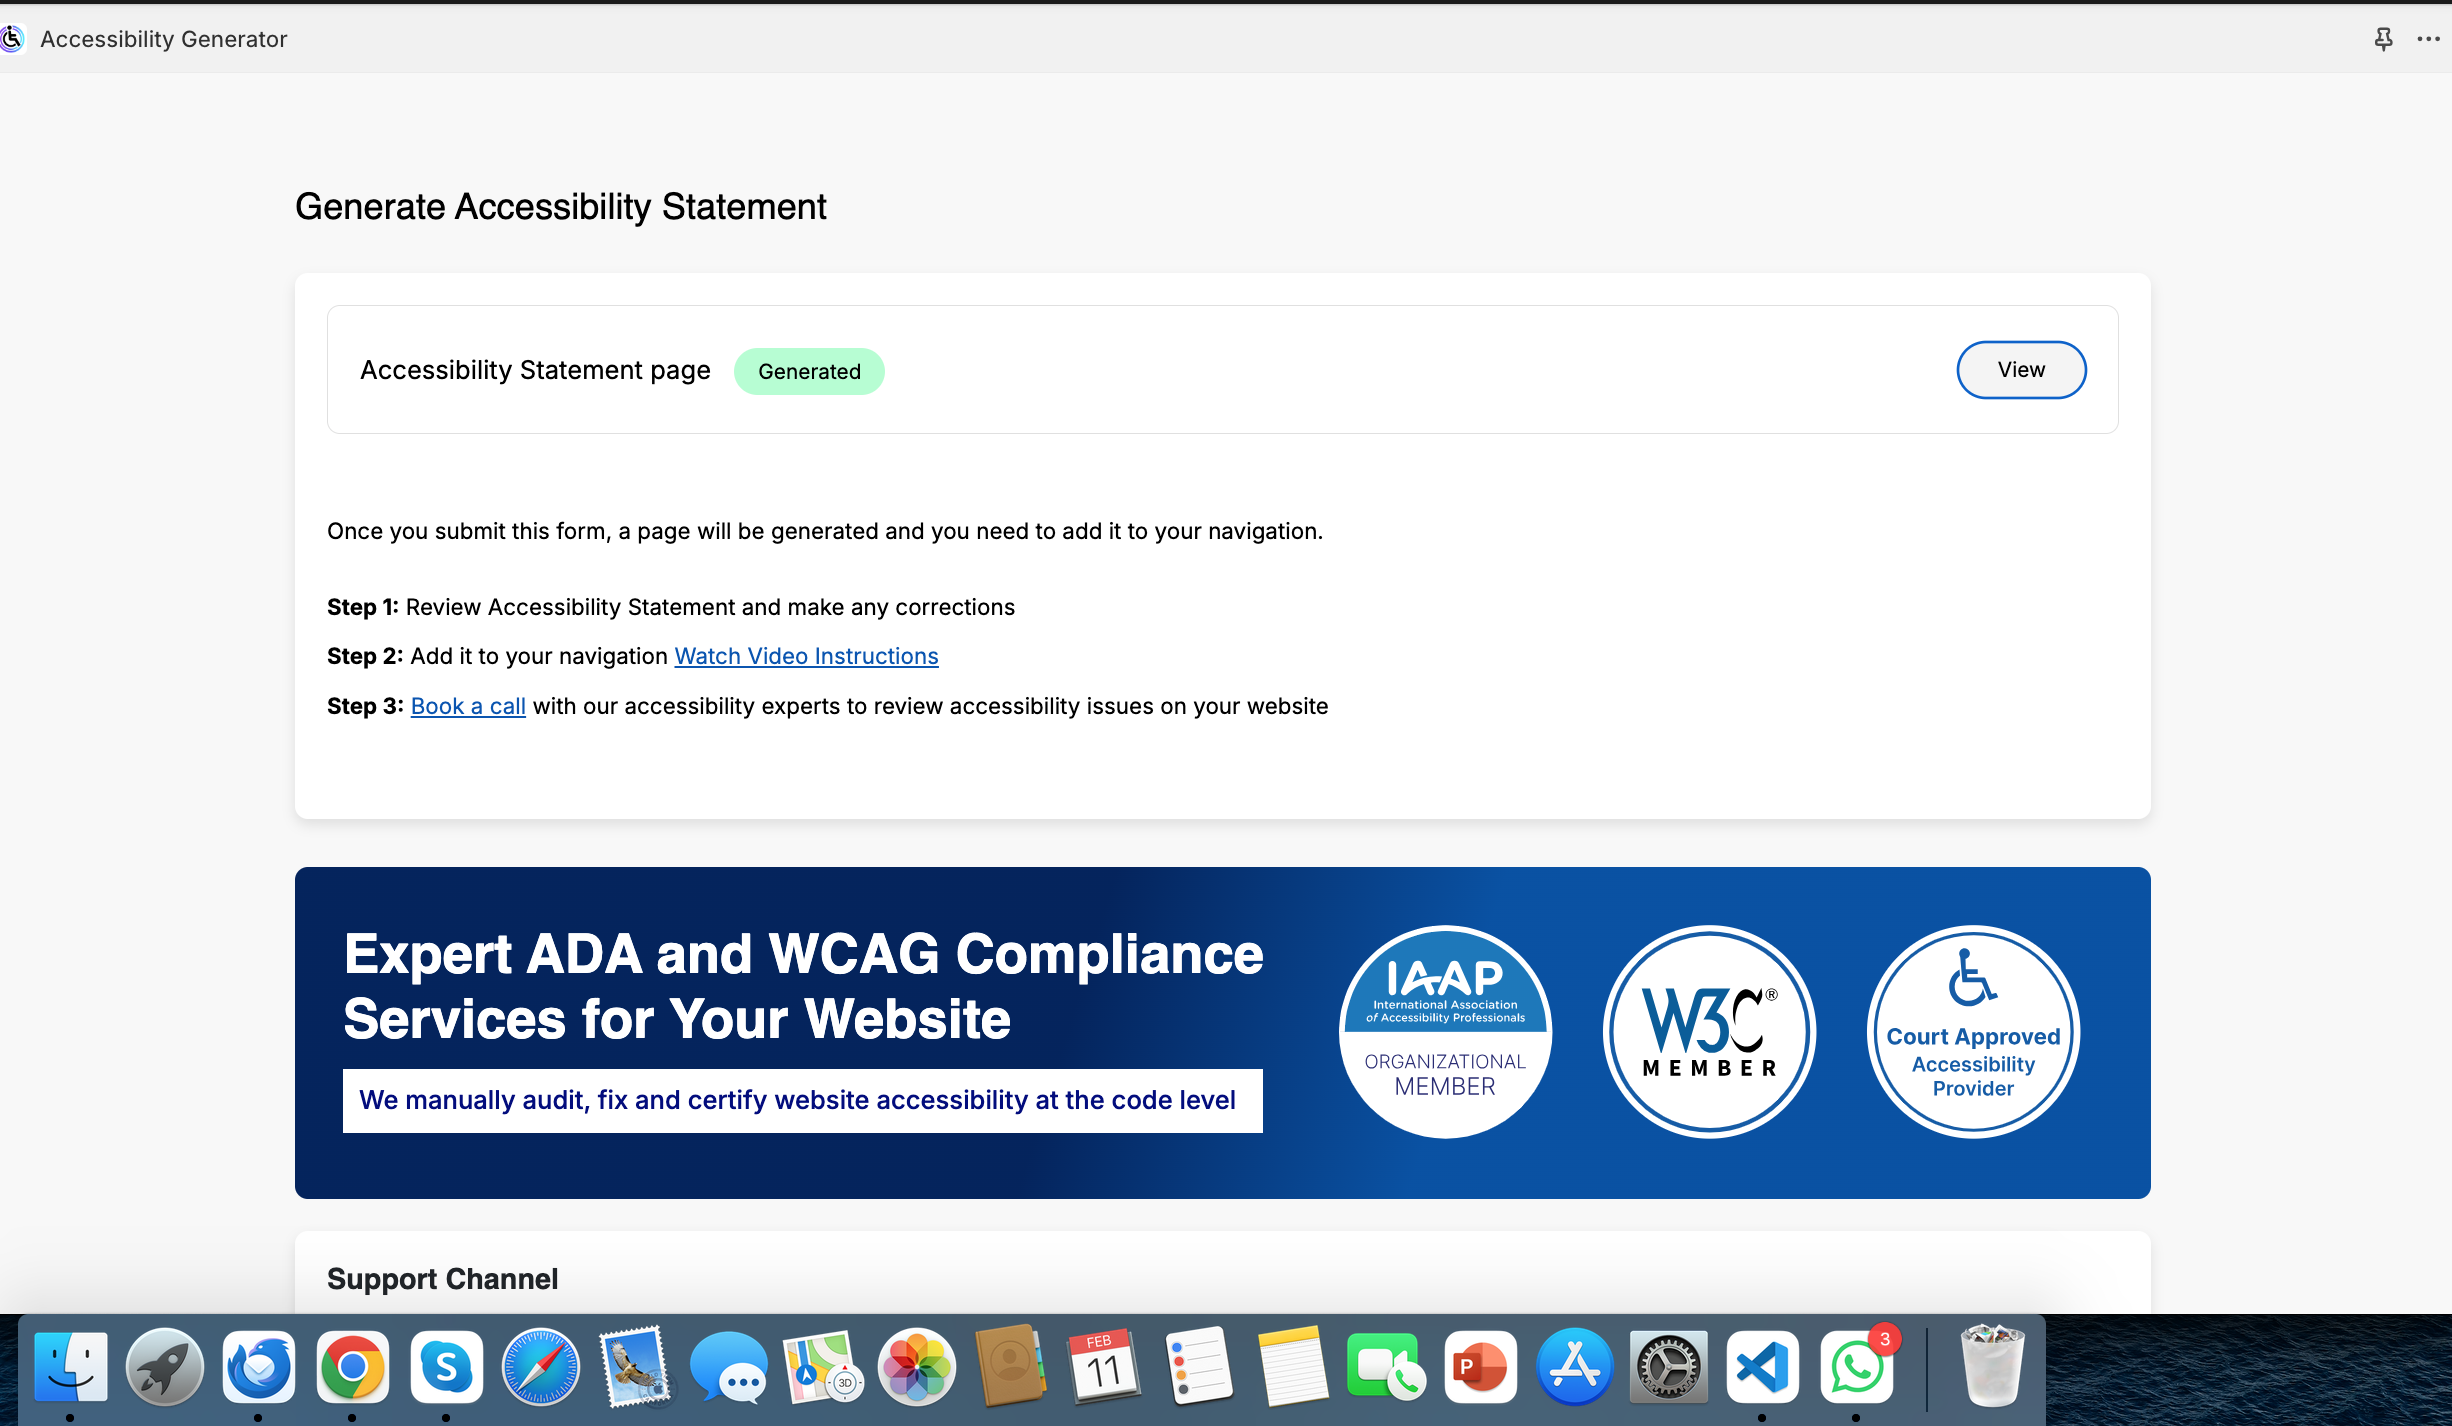 Accessibility Generator
Generate Accessibility Statement
Accessibility Statement page
Generated
View
Once you submit this form, a page will be generated and you need to add it to your navigation.
Step 1: Review Accessibility Statement and make any corrections
Step 2: Add it to your navigation Watch Video Instructions
Step 3: Book a call with our accessibility experts to review accessibility issues on your website
Expert ADA and WCAG Compliance
Services for Your Website
We manually audit, fix and certify website accessibility at the code level
IAAP
International Association
of Accessibility Professionals
ORGANIZATIONAL
MEMBER
W3C®
MEMBER
Court Approved
Accessibility
Provider
Support Channel
S
3D
FEB
11
P
3